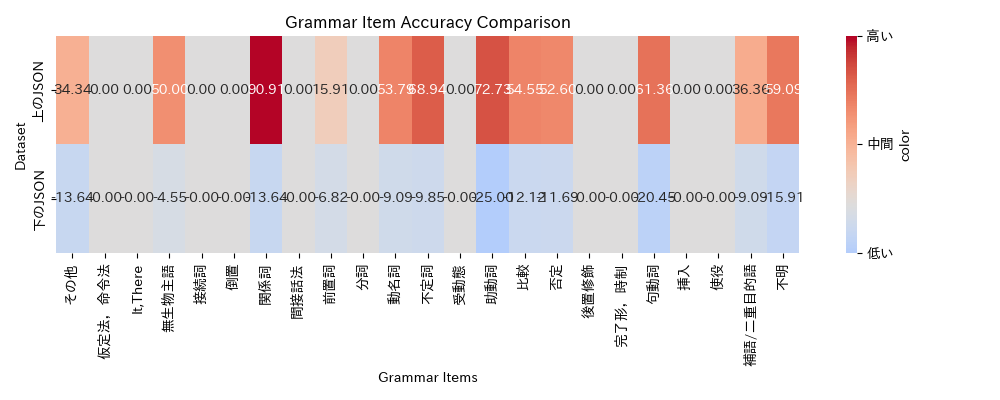 Grammar Item Accuracy Comparison
Dataset
上のJSON
34.34 0.00 0.00 50.00 0.00 0.00 90.91 0.00 15.91 0.00 53.79 68.94 0.00 72.73 54.55 52.60 0.00 0.00 61.36 0.00 0.00 36.36 59.09
下のJSON
-13.64 -0.00 -0.00 -4.55 -0.00 -0.00 -13.64 -0.00 -6.82 -0.00 -9.09 -9.85 -0.00 -25.00 -12.12 -11.69 -0.00 -0.00 -20.45 -0.00 -0.00 -9.09 -15.91
その他
仮定法，命令法
It,There
無生物主語
接続詞
倒置
関係詞
間接話法
前置詞
分詞
動名詞
不定詞
受動態
助動詞
比較
否定
後置修飾
完了形，時制
句動詞
挿入
使役
補語/二重目的語
不明
Grammar Items
高い
中間
低い
color